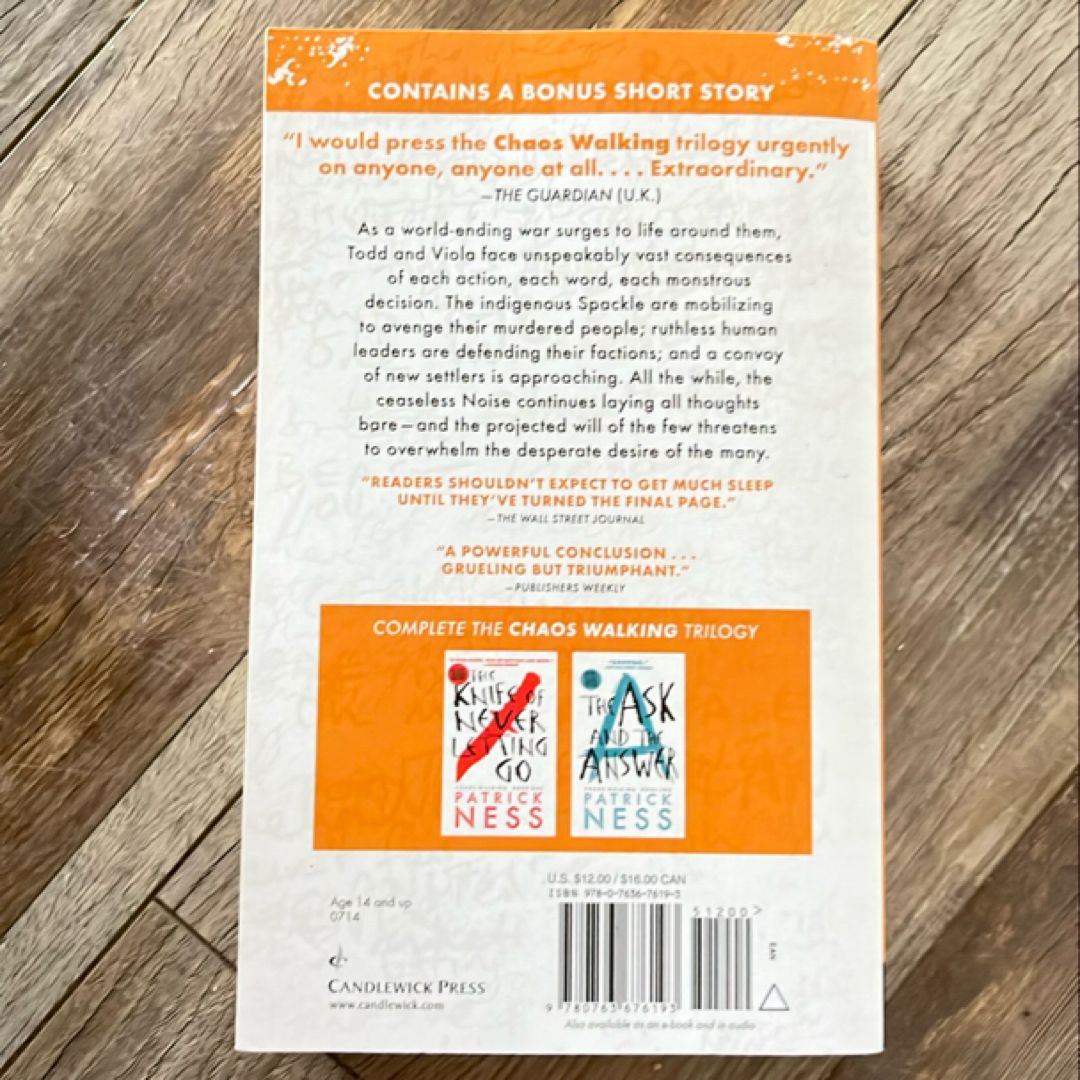 CONTAINS A BONUS SHORT STORY
“I would press the Chaos Walking trilogy urgently
on anyone, anyone at all. . . . Extraordinary.”
—THE GUARDIAN (U.K.)
As a world-ending war surges to life around them,
Todd and Viola face unspeakably vast consequences
of each action, each word, each monstrous
decision. The indigenous Spackle are mobilizing
to avenge their murdered people; ruthless human
leaders are defending their factions; and a convoy
of new settlers is approaching. All the while, the
ceaseless Noise continues laying all thoughts
bare—and the projected will of the few threatens
to overwhelm the desperate desire of the many.
“READERS SHOULDN’T EXPECT TO GET MUCH SLEEP
UNTIL THEY’VE TURNED THE FINAL PAGE.”
—THE WALL STREET JOURNAL
“A POWERFUL CONCLUSION . . .
GRUELING BUT TRIUMPHANT.”
—PUBLISHERS WEEKLY
COMPLETE THE CHAOS WALKING TRILOGY
THE
KNIFE OF
NEVER
LETTING
GO
PATRICK
NESS
THE ASK
AND THE
ANSWER
PATRICK
NESS
U.S. $12.00 / $16.00 CAN
ISBN 978-0-7636-7619-3
51200>
EAN
9 780763 676193
Age 14 and up
0714
CANDLEWICK PRESS
www.candlewick.com
Also available as an e-book and in audio